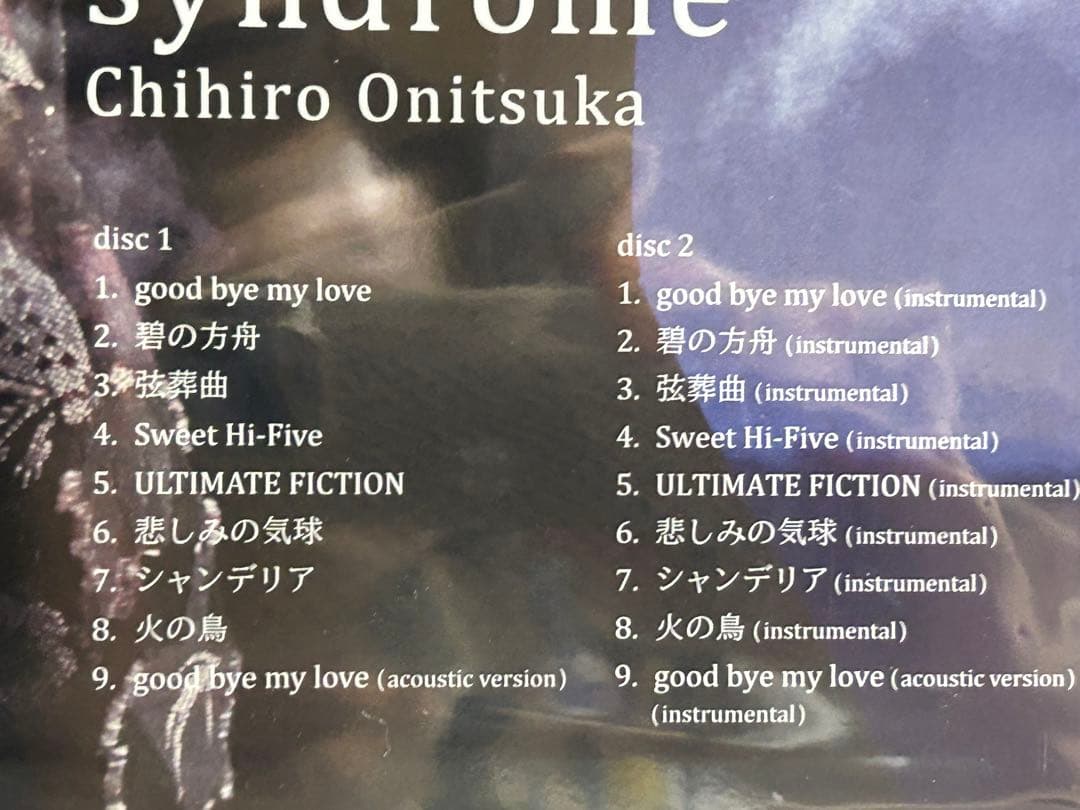 syndrome
Chihiro Onitsuka
disc 1
1. good bye my love
2. 碧の方舟
3. 弦葬曲
4. Sweet Hi-Five
5. ULTIMATE FICTION
6. 悲しみの気球
7. シャンデリア
8. 火の鳥
9. good bye my love (acoustic version)
disc 2
1. good bye my love (instrumental)
2. 碧の方舟 (instrumental)
3. 弦葬曲 (instrumental)
4. Sweet Hi-Five (instrumental)
5. ULTIMATE FICTION (instrumental)
6. 悲しみの気球 (instrumental)
7. シャンデリア (instrumental)
8. 火の鳥 (instrumental)
9. good bye my love (acoustic version)
(instrumental)